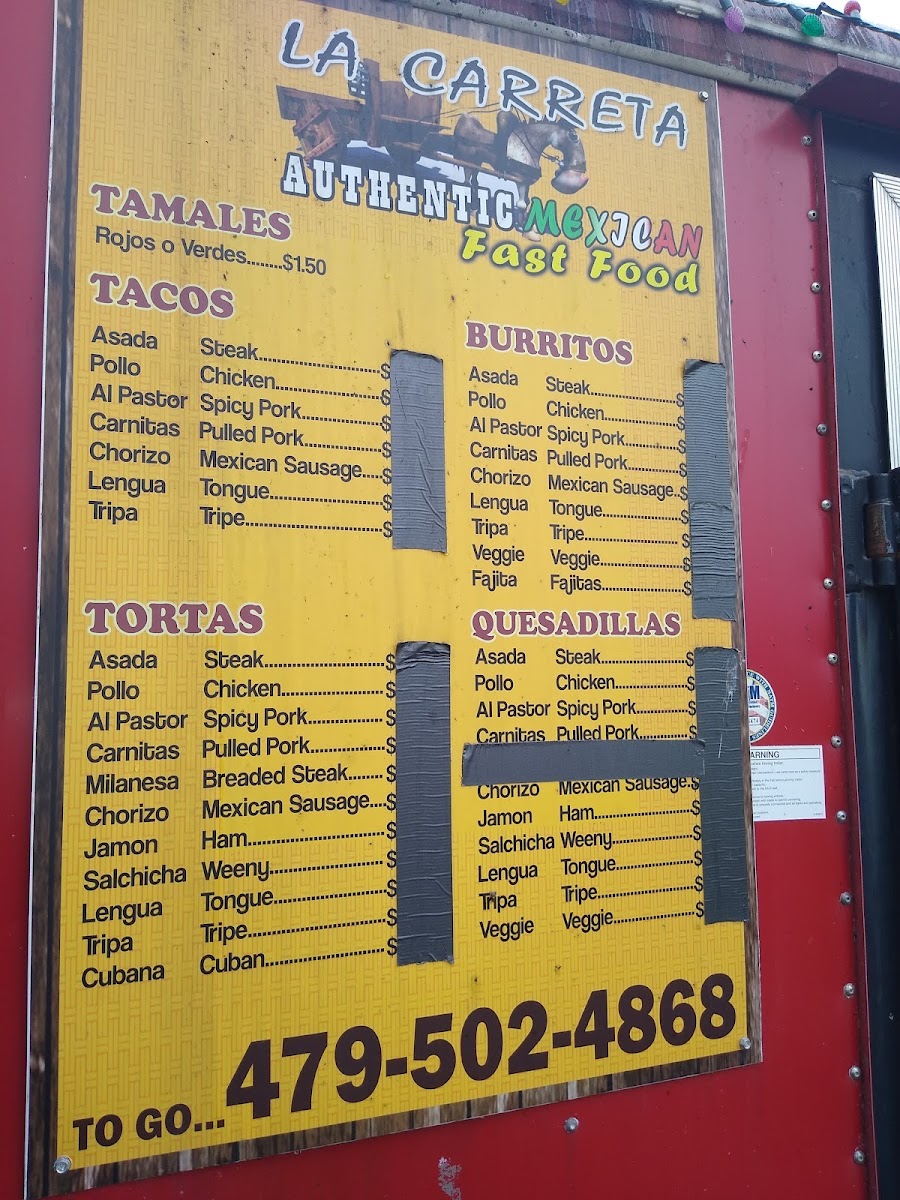 LA CARRETA
AUTHENTIC MEXICAN
Fast Food
TAMALES
Rojos o Verdes........$1.50
TACOS
Asada Steak........................$
Pollo Chicken......................$
Al Pastor Spicy Pork................$
Carnitas Pulled Pork...............$
Chorizo Mexican Sausage....$
Lengua Tongue......................$
Tripa Tripe...........................$
BURRITOS
Asada Steak.................$
Pollo Chicken..............$
Al Pastor Spicy Pork..........$
Carnitas Pulled Pork..........$
Chorizo Mexican Sausage..$
Lengua Tongue...............$
Tripa Tripe...................$
Veggie Veggie................$
Fajita Fajitas................$
TORTAS
Asada Steak......................$
Pollo Chicken...................$
Al Pastor Spicy Pork..............$
Carnitas Pulled Pork..............$
Milanesa Breaded Steak........$
Chorizo Mexican Sausage....$
Jamon Ham........................$
Salchicha Weeny.....................$
Lengua Tongue....................$
Tripa Tripe.........................$
Cubana Cuban......................$
QUESADILLAS
Asada Steak.................$
Pollo Chicken..............$
Al Pastor Spicy Pork...........$
Carnitas Pulled Pork..........$
Chorizo Mexican Sausage.$
Jamon Ham...................$
Salchicha Weeny................$
Lengua Tongue...............$
Tripa Tripe...................$
Veggie Veggie................$
TO GO... 479-502-4868